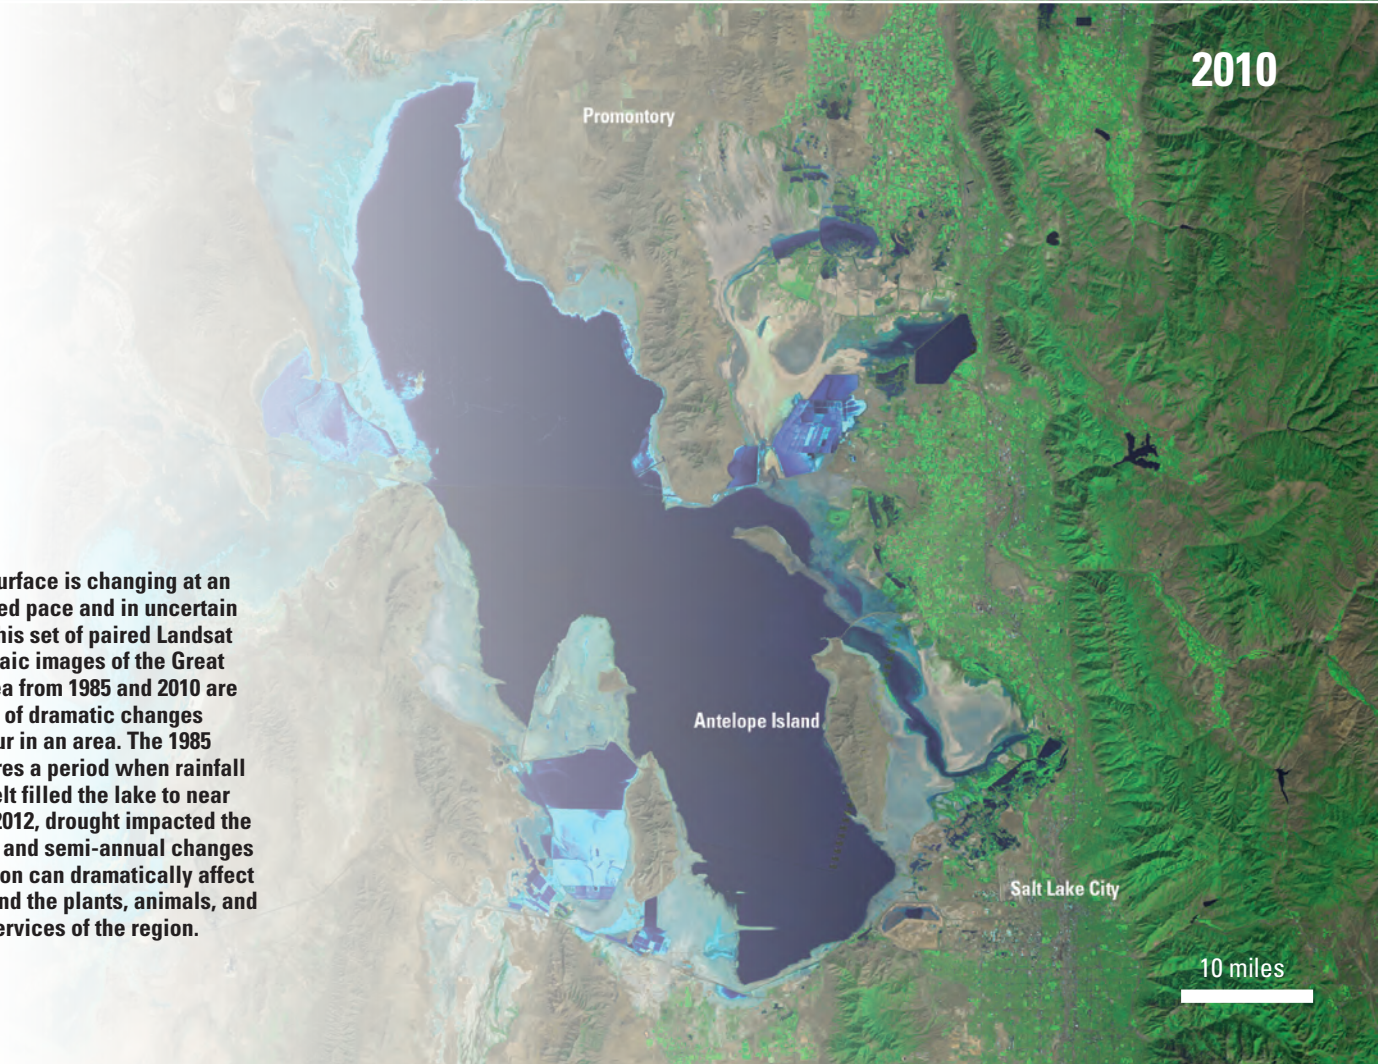 2010
Promontory
urface is changing at an
ed pace and in uncertain
his set of paired Landsat
aic images of the Great
ea from 1985 and 2010 are
of dramatic changes
ur in an area. The 1985
res a period when rainfall
elt filled the lake to near
2012, drought impacted the
and semi-annual changes
on can dramatically affect
nd the plants, animals, and
ervices of the region.
Antelope Island
Salt Lake City
10 miles